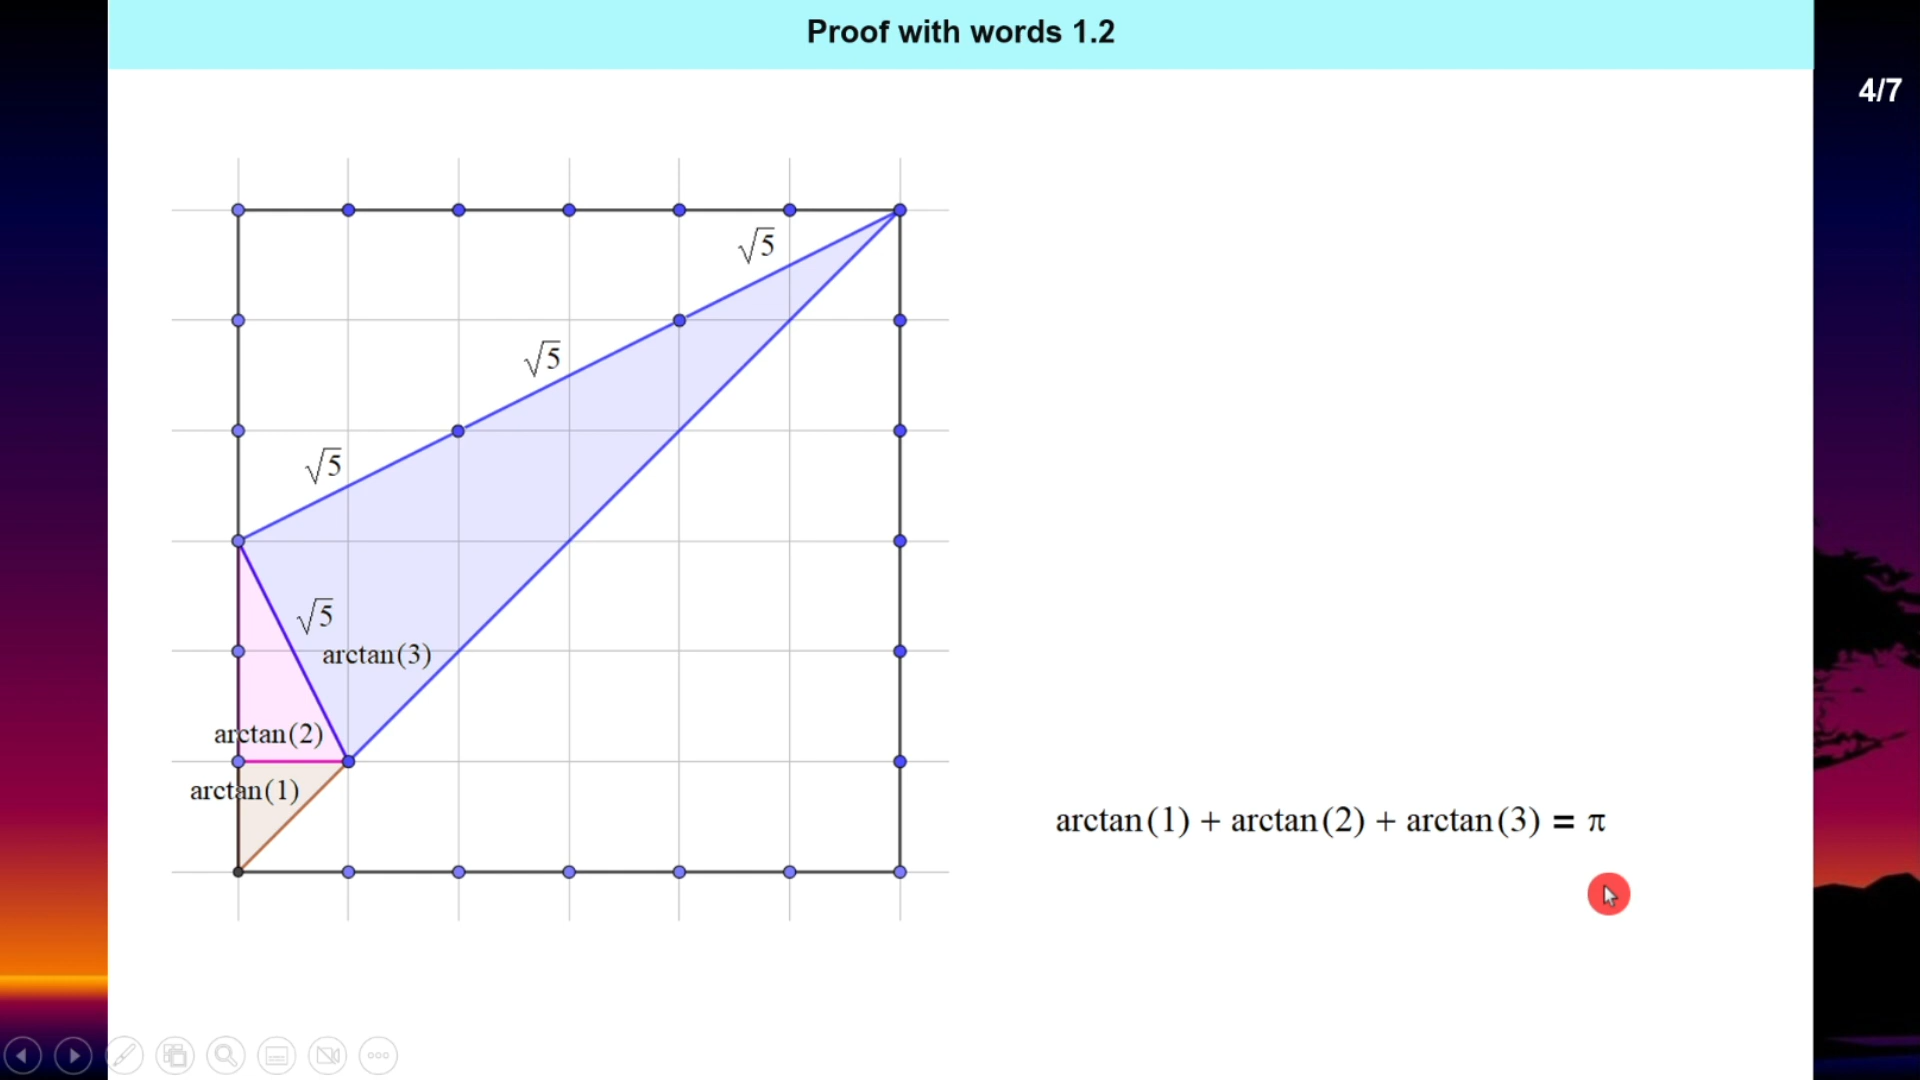 Proof with words 1.2
4/7
√5
√5
√5
√5
arctan(3)
arctan(2)
arctan(1)
arctan(1) + arctan(2) + arctan(3) = π